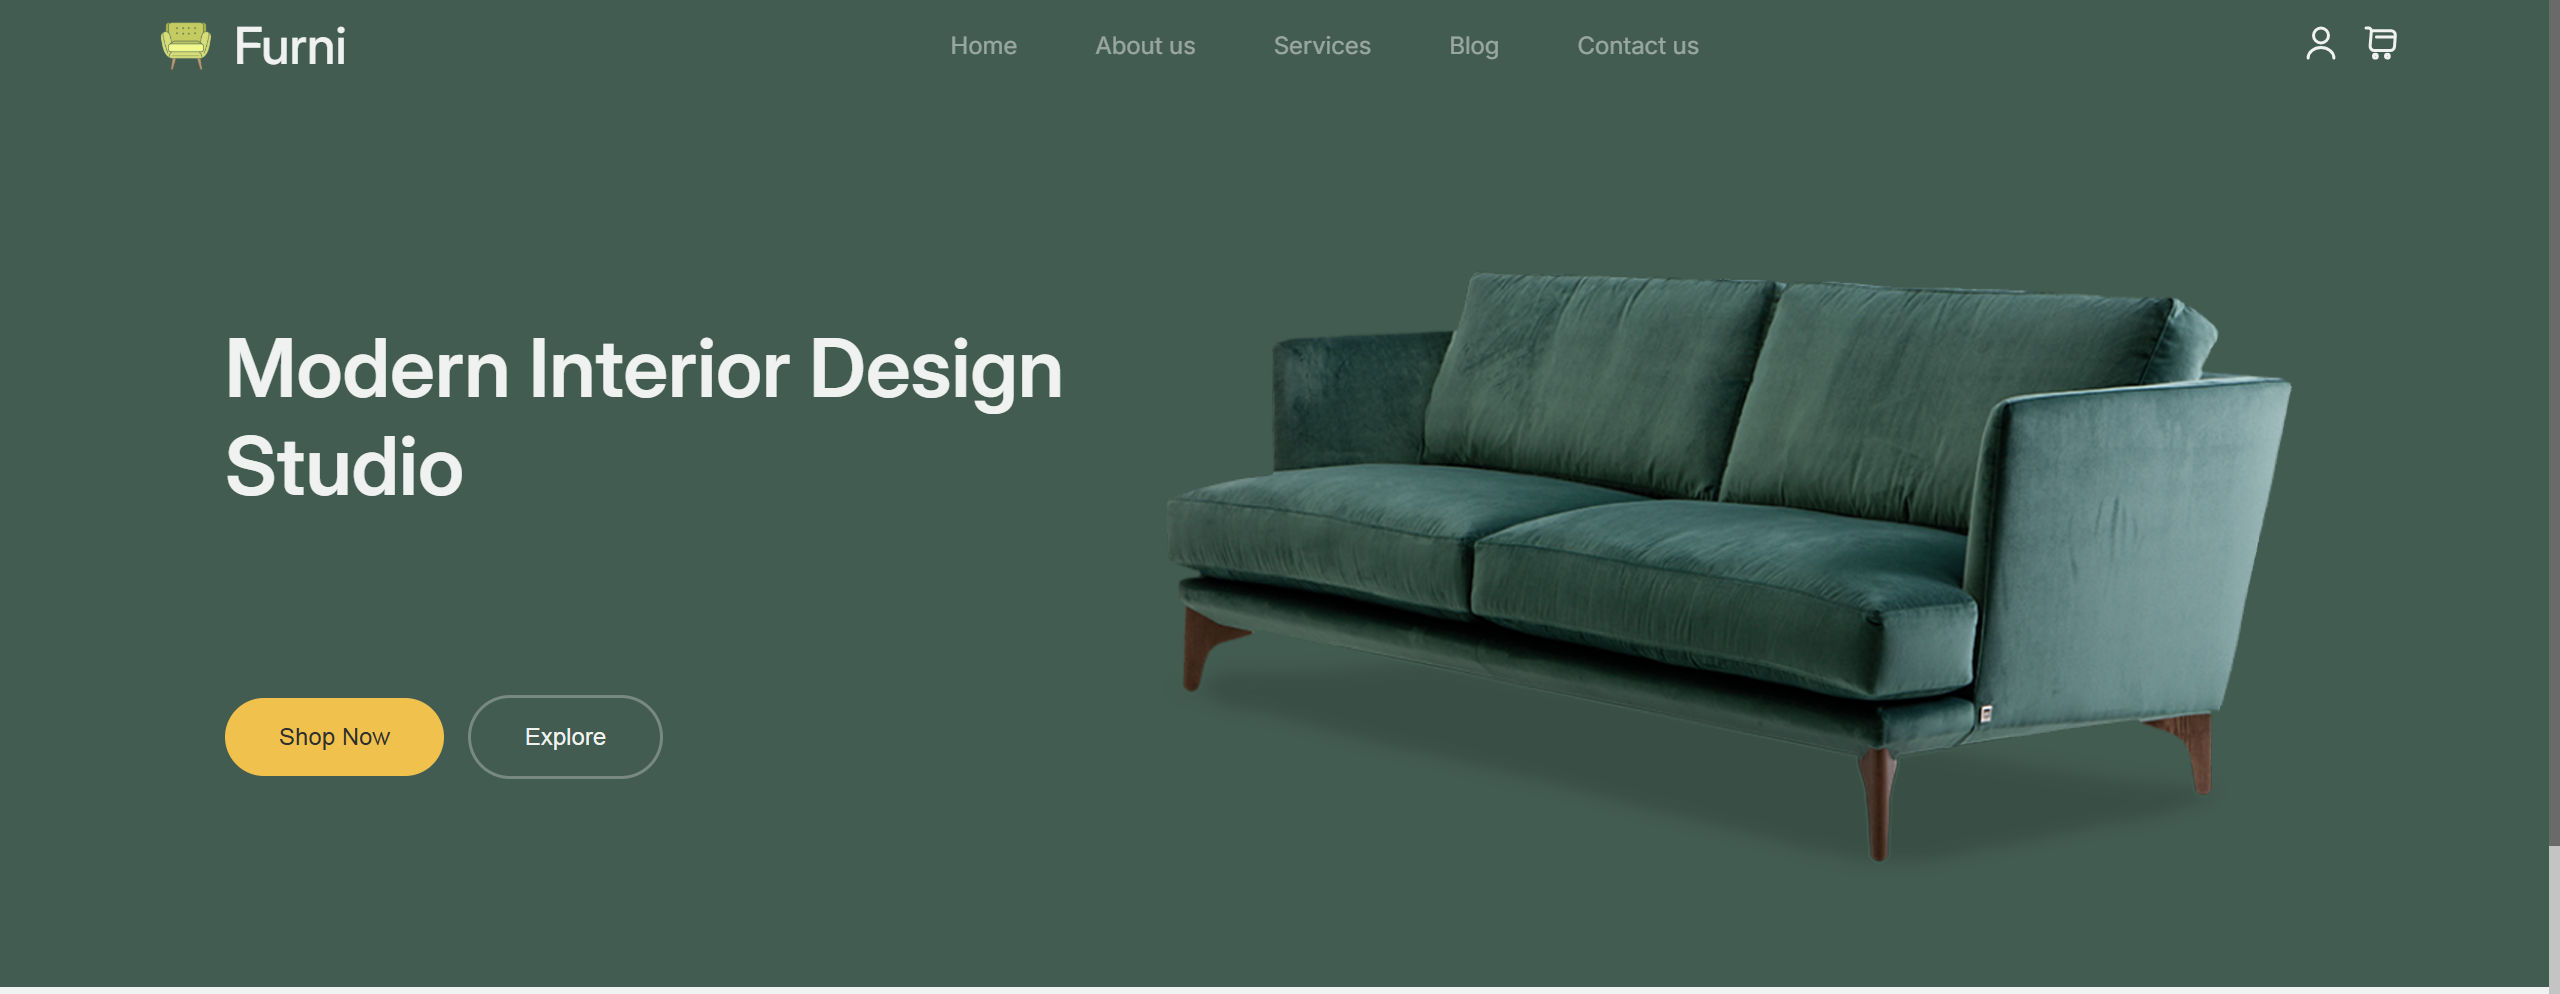 Furni
Home
About us
Services
Blog
Contact us
Modern Interior Design
Studio
Shop Now
Explore